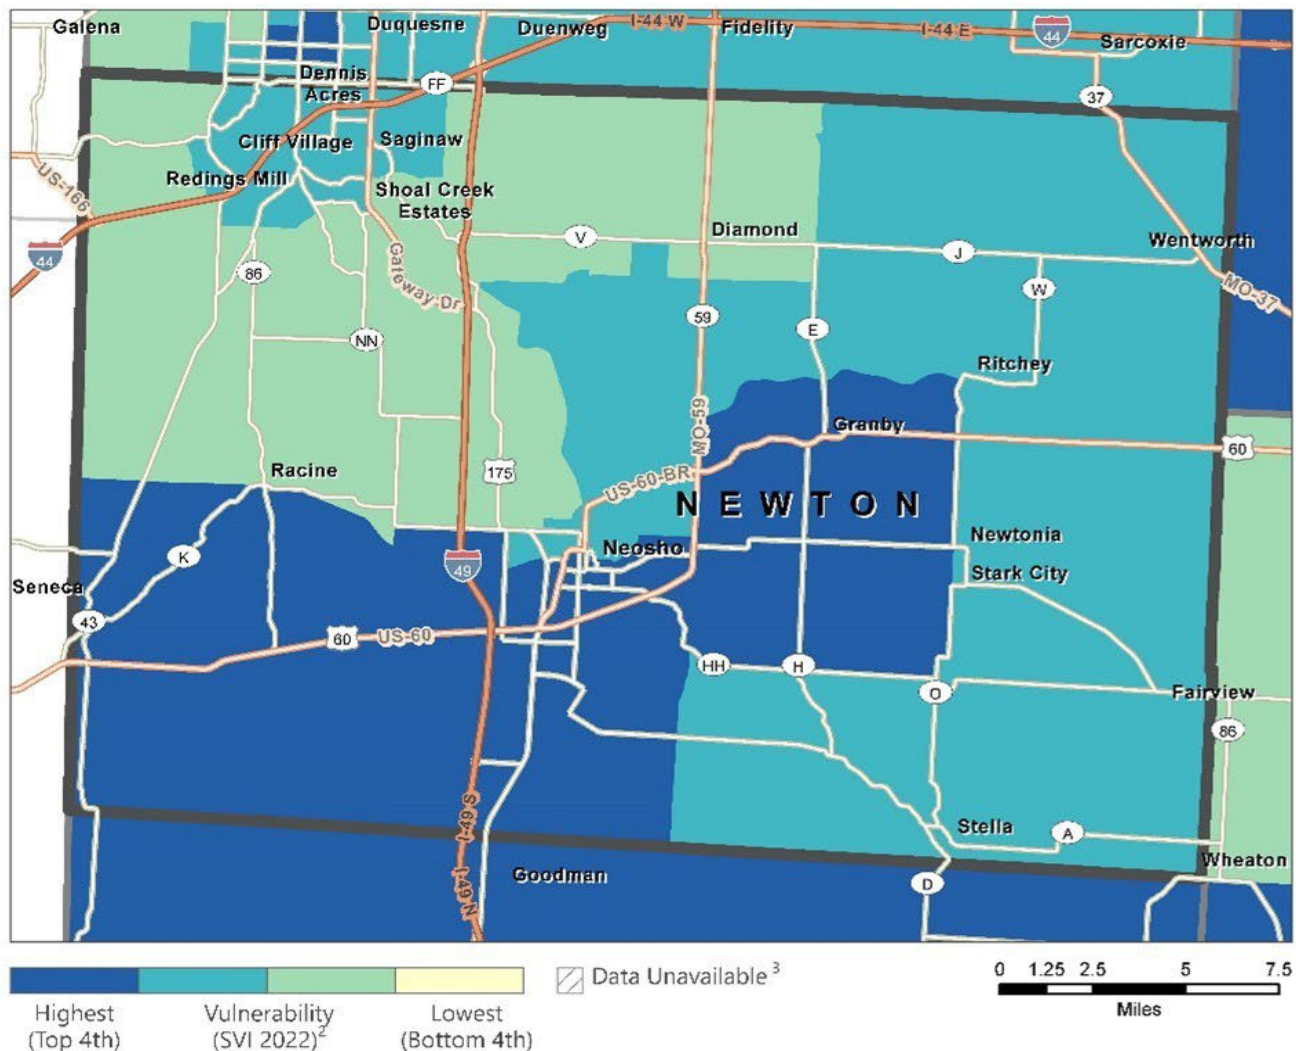 Galena
Duquesne
Duenweg
I-44 W
Fidelity
I-44 E
44
Sarcoxie
Dennis
Acres
FF
37
Cliff Village
Saginaw
US-166
Redings Mill
Shoal Creek
Estates
V
Diamond
J
Wentworth
44
86
Gateway Dr
W
MO-37
59
E
NN
Ritchey
MO-59
Granby
60
Racine
175
US-60-BR
NEWTON
K
Neosho
Newtonia
49
Stark City
Seneca
43
60
US-60
HH
H
O
Fairview
86
I-49 S
Stella
A
Wheaton
Goodman
I-49 N
D
Data Unavailable 3
0 1.25 2.5 5 7.5
Miles
Highest
(Top 4th)
Vulnerability
(SVI 2022)2
Lowest
(Bottom 4th)